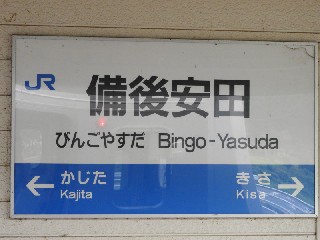 JR
備後安田
びんごやすだ Bingo-Yasuda
← かじた きさ →
Kajita Kisa